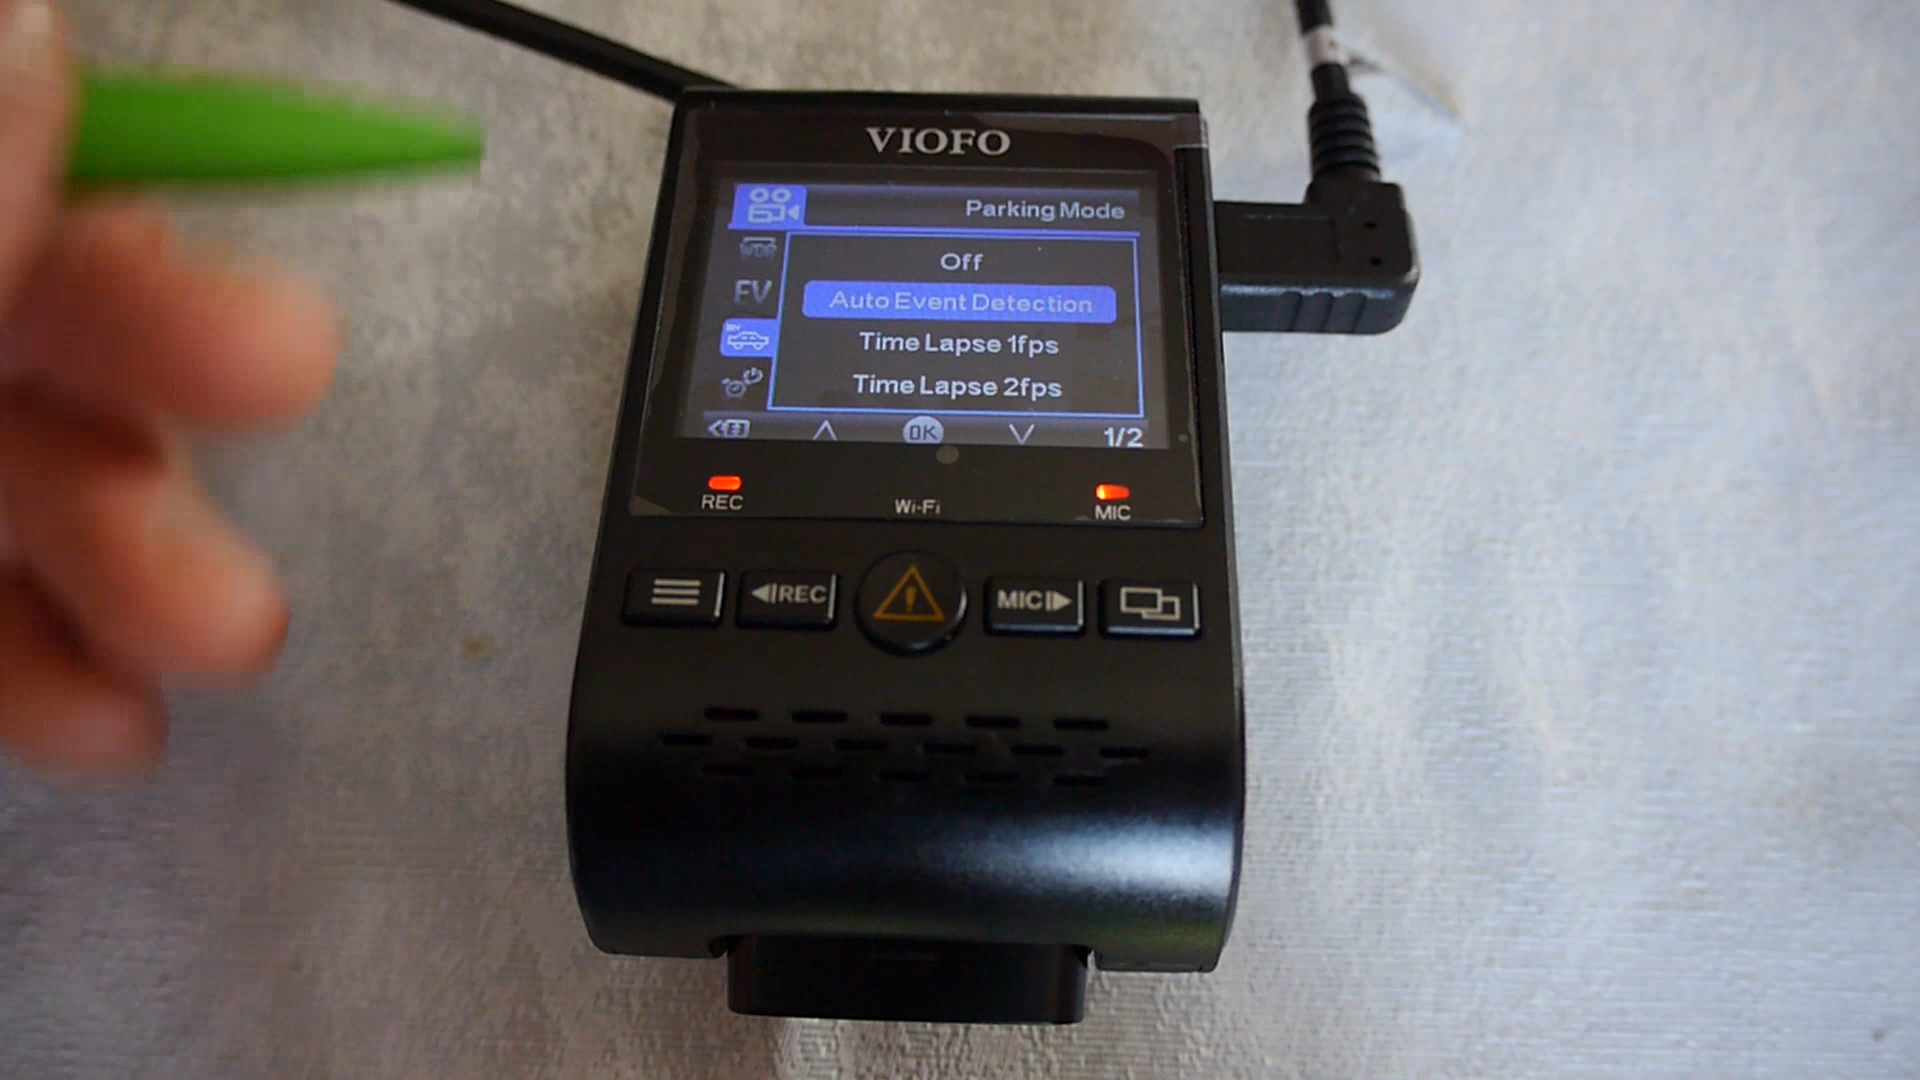 VIOFO
Parking Mode
WDR
EV
Off
Auto Event Detection
Time Lapse 1fps
Time Lapse 2fps
OK
1/2
REC
Wi-Fi
MIC
REC
MIC